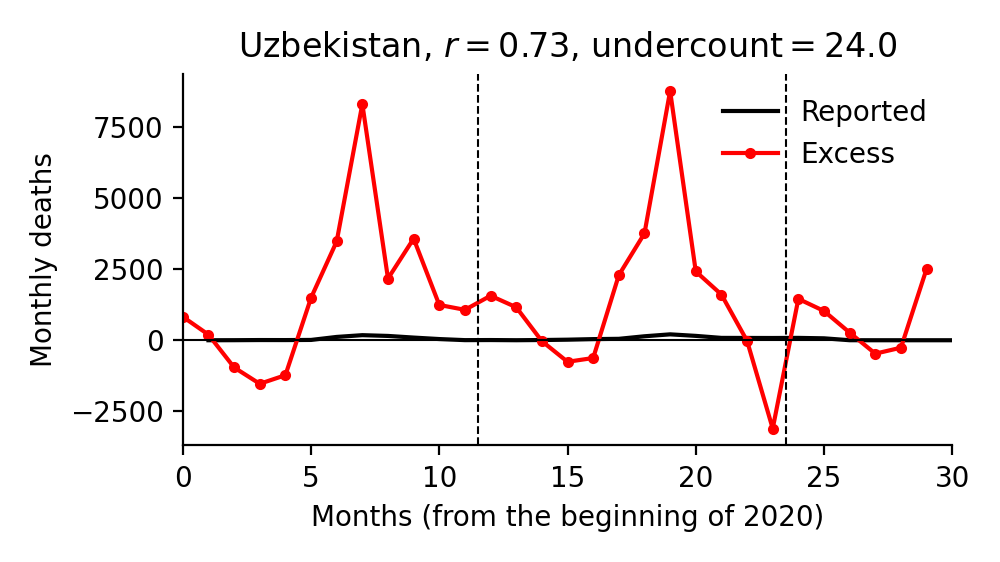 Uzbekistan, r = 0.73, undercount = 24.0
Reported
Excess
Monthly deaths
7500
5000
2500
0
−2500
0 5 10 15 20 25 30
Months (from the beginning of 2020)